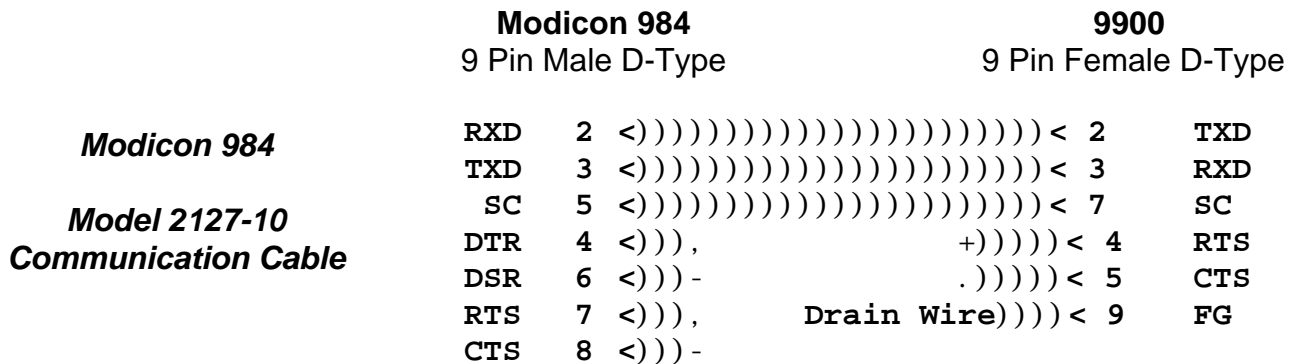 Modicon 984 9900
9 Pin Male D-Type 9 Pin Female D-Type
Modicon 984
Model 2127-10
Communication Cable
RXD 2 <)))))))))))))))))))))))< 2 TXD
TXD 3 <)))))))))))))))))))))))< 3 RXD
SC 5 <)))))))))))))))))))))))< 7 SC
DTR 4 <))), +)))))< 4 RTS
DSR 6 <)))- .)))))< 5 CTS
RTS 7 <))), Drain Wire))))< 9 FG
CTS 8 <)))-